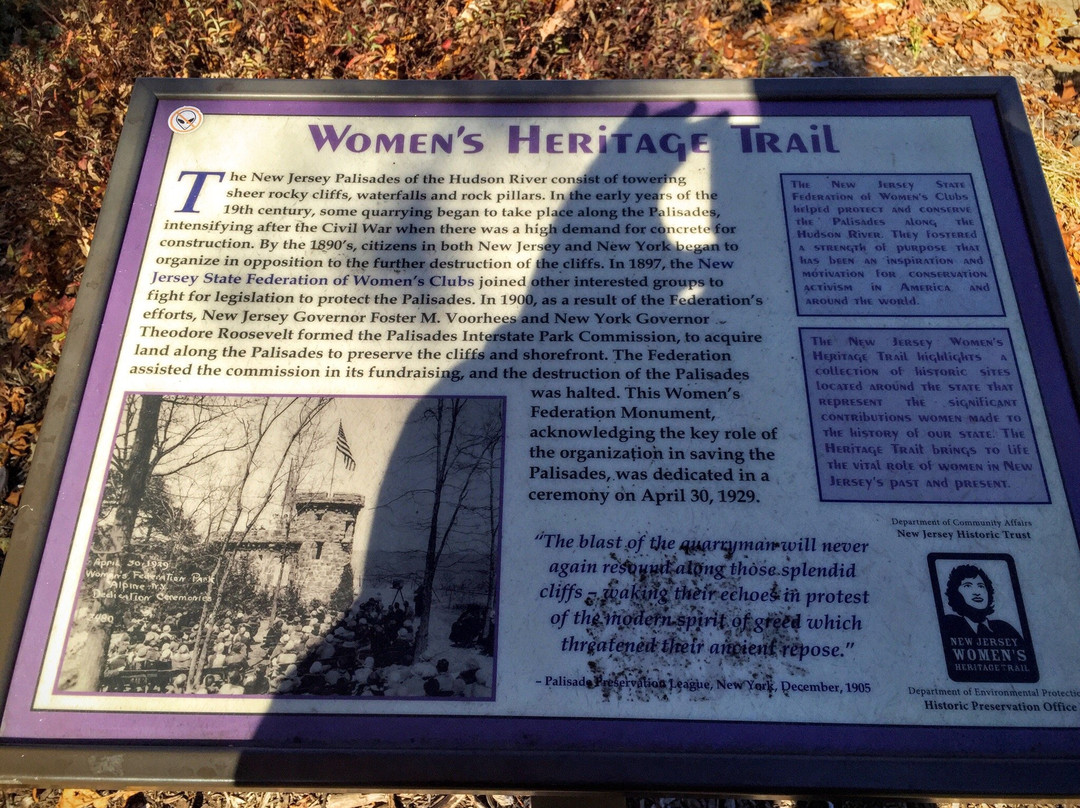 Women's Heritage Trail
The New Jersey Palisades of the Hudson River consist of towering
sheer rocky cliffs, waterfalls and rock pillars. In the early years of the
19th century, some quarrying began to take place along the Palisades,
intensifying after the Civil War when there was a high demand for concrete for
construction. By the 1890's, citizens in both New Jersey and New York began to
organize in opposition to the further destruction of the cliffs. In 1897, the New
Jersey State Federation of Women's Clubs joined other interested groups to
fight for legislation to protect the Palisades. In 1900, as a result of the Federation's
efforts, New Jersey Governor Foster M. Voorhees and New York Governor
Theodore Roosevelt formed the Palisades Interstate Park Commission, to acquire
land along the Palisades to preserve the cliffs and shorefront. The Federation
assisted the commission in its fundraising, and the destruction of the Palisades
was halted. This Women's
Federation Monument,
acknowledging the key role of
the organization in saving the
Palisades, was dedicated in a
ceremony on April 30, 1929.
April 30, 1929
Women's Federation Park
Alpine N.J.
Dedication Ceremonies
"The blast of the quarryman will never
again resound along those splendid
cliffs – waking their echoes in protest
of the modern spirit of greed which
threatened their ancient repose."
– Palisade Preservation League, New York, December, 1905
The New Jersey State
Federation of Women's Clubs
helped protect and conserve
the Palisades along the
Hudson River. They fostered
a strength of purpose that
has been an inspiration and
motivation for conservation
activism in America and
around the world.
The New Jersey Women's
Heritage Trail highlights a
collection of historic sites
located around the state that
represent the significant
contributions women made to
the history of our state. The
Heritage Trail brings to life
the vital role of women in New
Jersey's past and present.
Department of Community Affairs
New Jersey Historic Trust
NEW JERSEY
WOMEN'S
HERITAGE TRAIL
Department of Environmental Protection
Historic Preservation Office